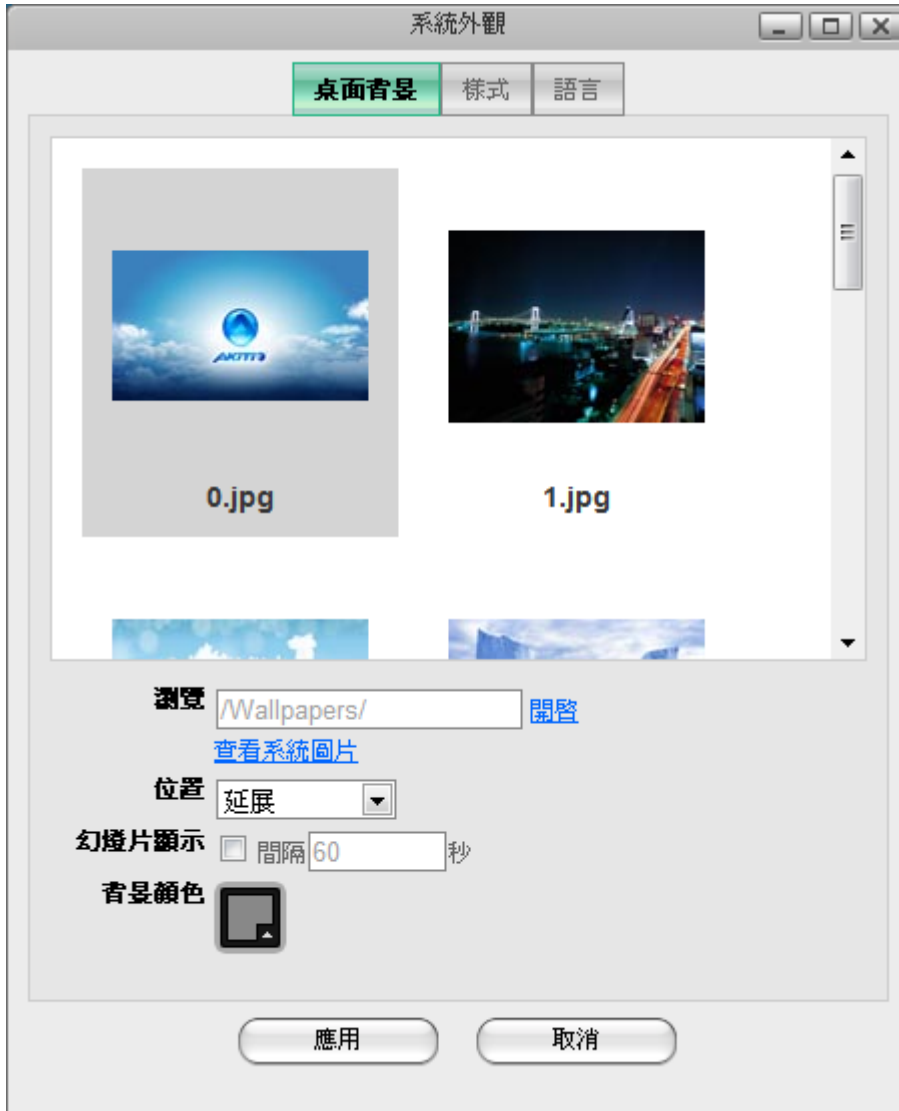 系統外觀
桌面背景 樣式 語言
AKiTiO
0.jpg 1.jpg
瀏覽 /Wallpapers/ 開啓
查看系統圖片
位置 延展
幻燈片顯示 間隔 60 秒
背景顏色
應用 取消